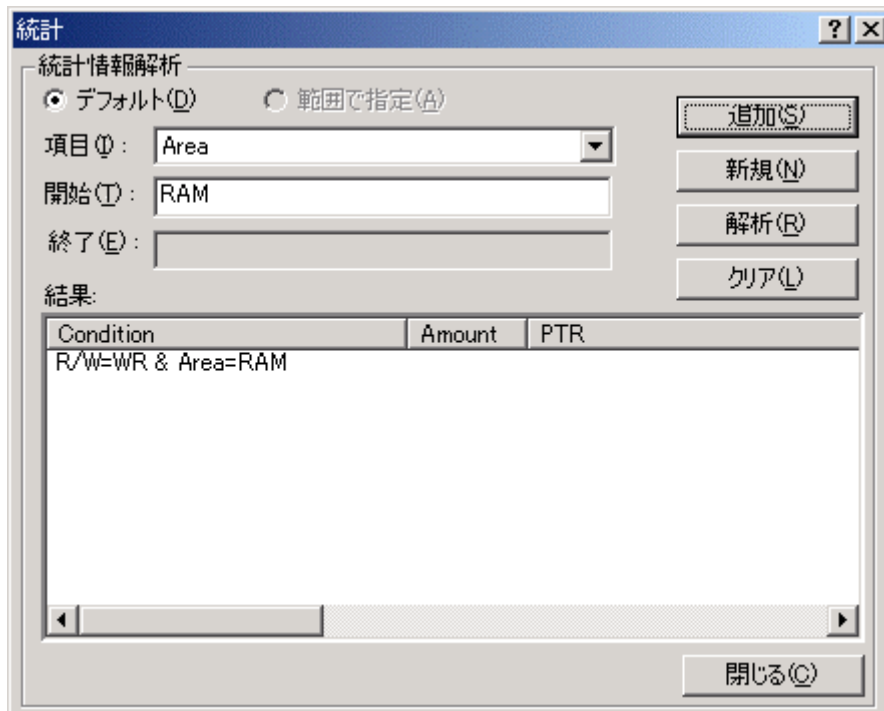 統計
統計情報解析
デフォルト(D) 範囲で指定(A)
追加(S)
項目(I): Area
新規(N)
開始(T): RAM
解析(R)
終了(E):
クリア(L)
結果:
Condition Amount PTR
R/W=WR & Area=RAM
閉じる(C)